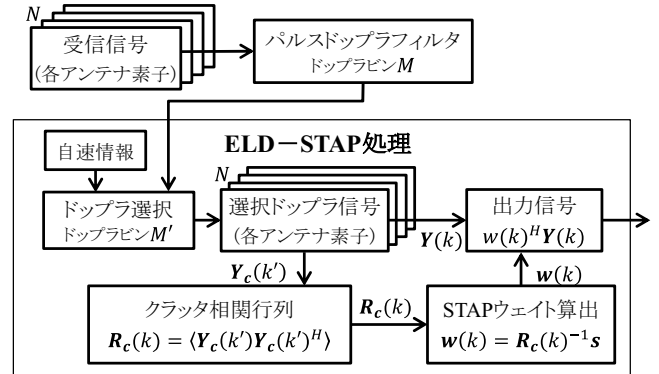 N
受信信号
(各アンテナ素子)
パルスドップラフィルタ
ドップラビンM
ELD－STAP処理
自速情報
ドップラ選択
ドップラビンM′
N
選択ドップラ信号
(各アンテナ素子)
Y(k)
出力信号
w(k)^H Y(k)
Y_c(k′)
w(k)
クラッタ相関行列
R_c(k) = ⟨Y_c(k′)Y_c(k′)^H⟩
R_c(k)
STAPウェイト算出
w(k) = R_c(k)^−1 s